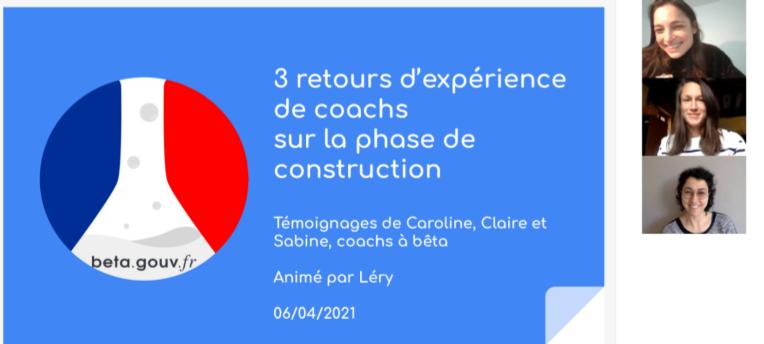 3 retours d'expérience
de coachs
sur la phase de
construction
Témoignages de Caroline, Claire et
Sabine, coachs à bêta
Animé par Léry
06/04/2021
beta.gouv.fr